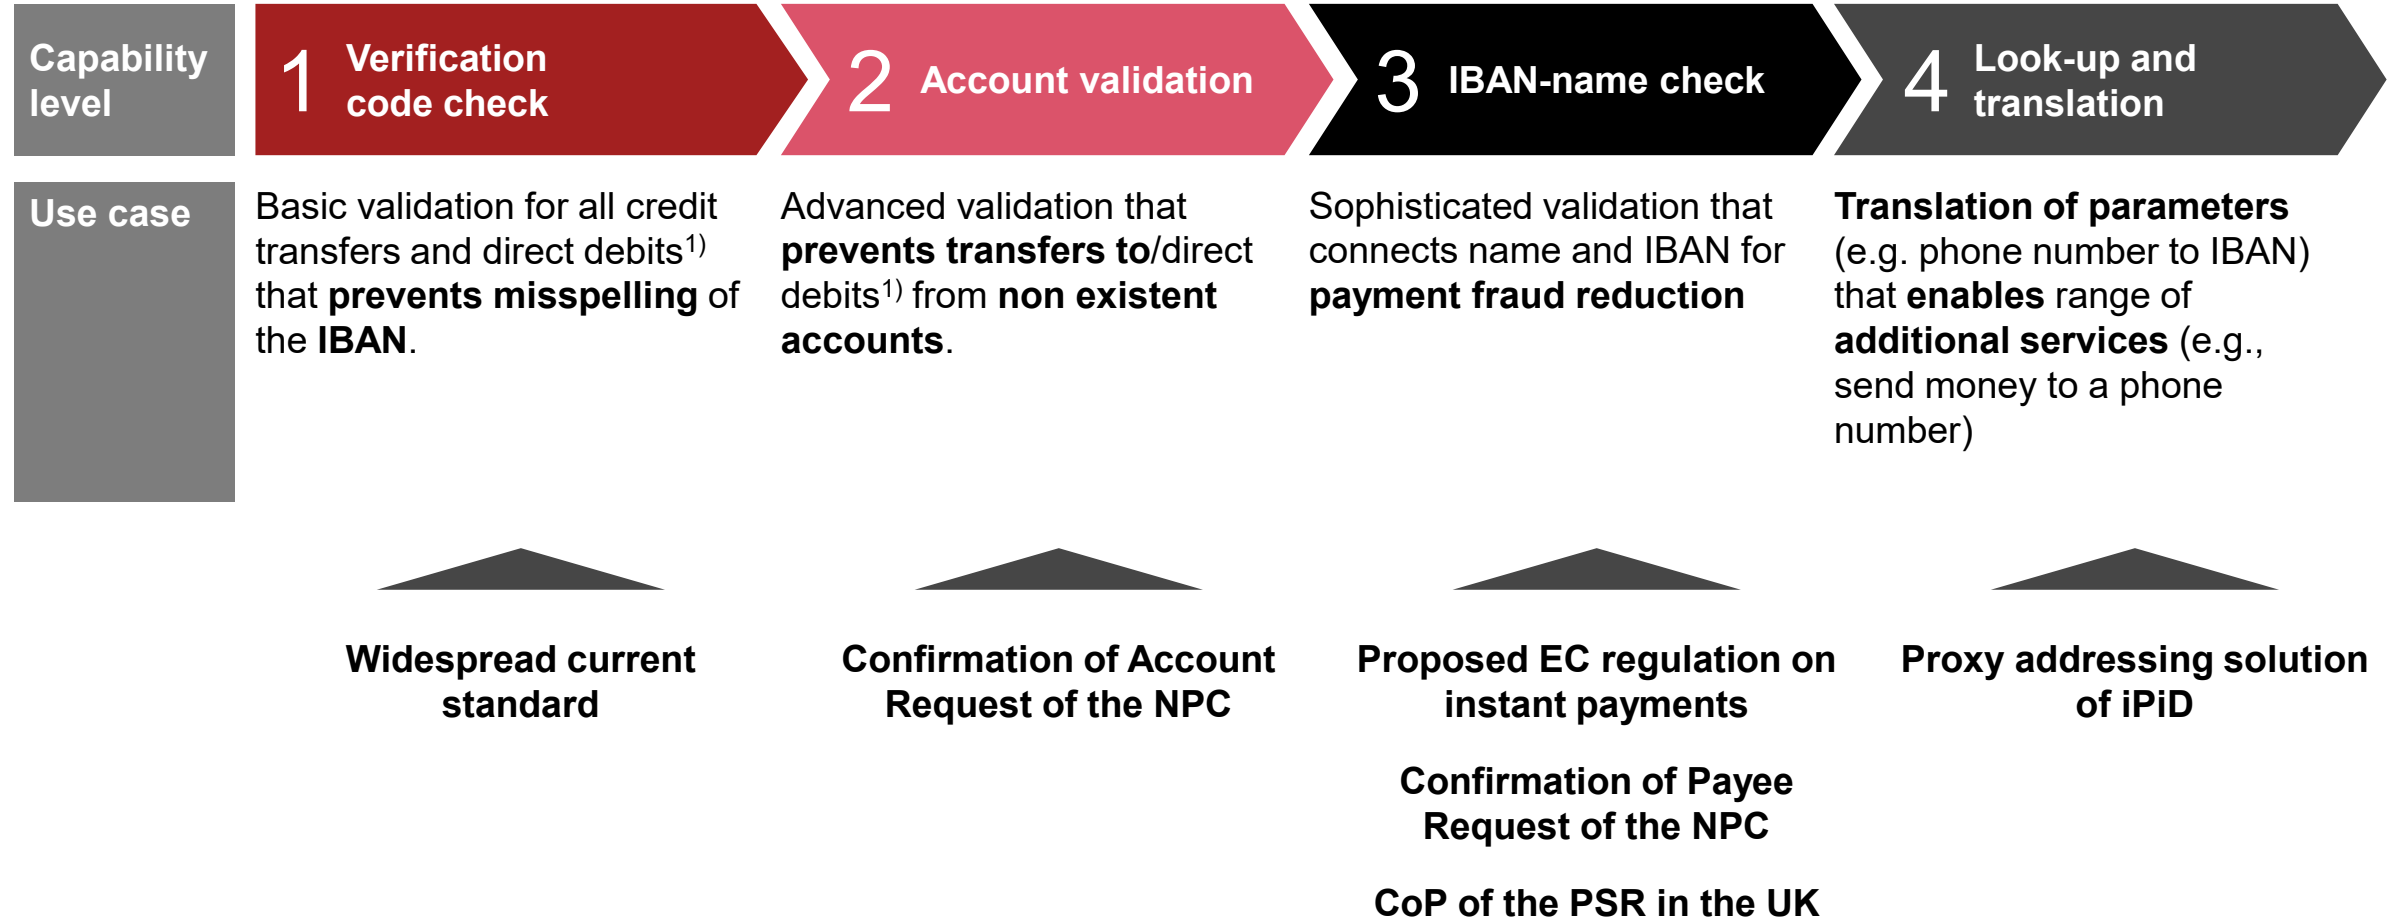 Capability
level
1
Verification
code check
2
Account validation
3
IBAN-name check
4
Look-up and
translation
Use case
Basic validation for all credit
transfers and direct debits1)
that prevents misspelling of
the IBAN.
Advanced validation that
prevents transfers to/direct
debits1) from non existent
accounts.
Sophisticated validation that
connects name and IBAN for
payment fraud reduction
Translation of parameters
(e.g. phone number to IBAN)
that enables range of
additional services (e.g.,
send money to a phone
number)
Widespread current
standard
Confirmation of Account
Request of the NPC
Proposed EC regulation on
instant payments
Confirmation of Payee
Request of the NPC
CoP of the PSR in the UK
Proxy addressing solution
of iPiD